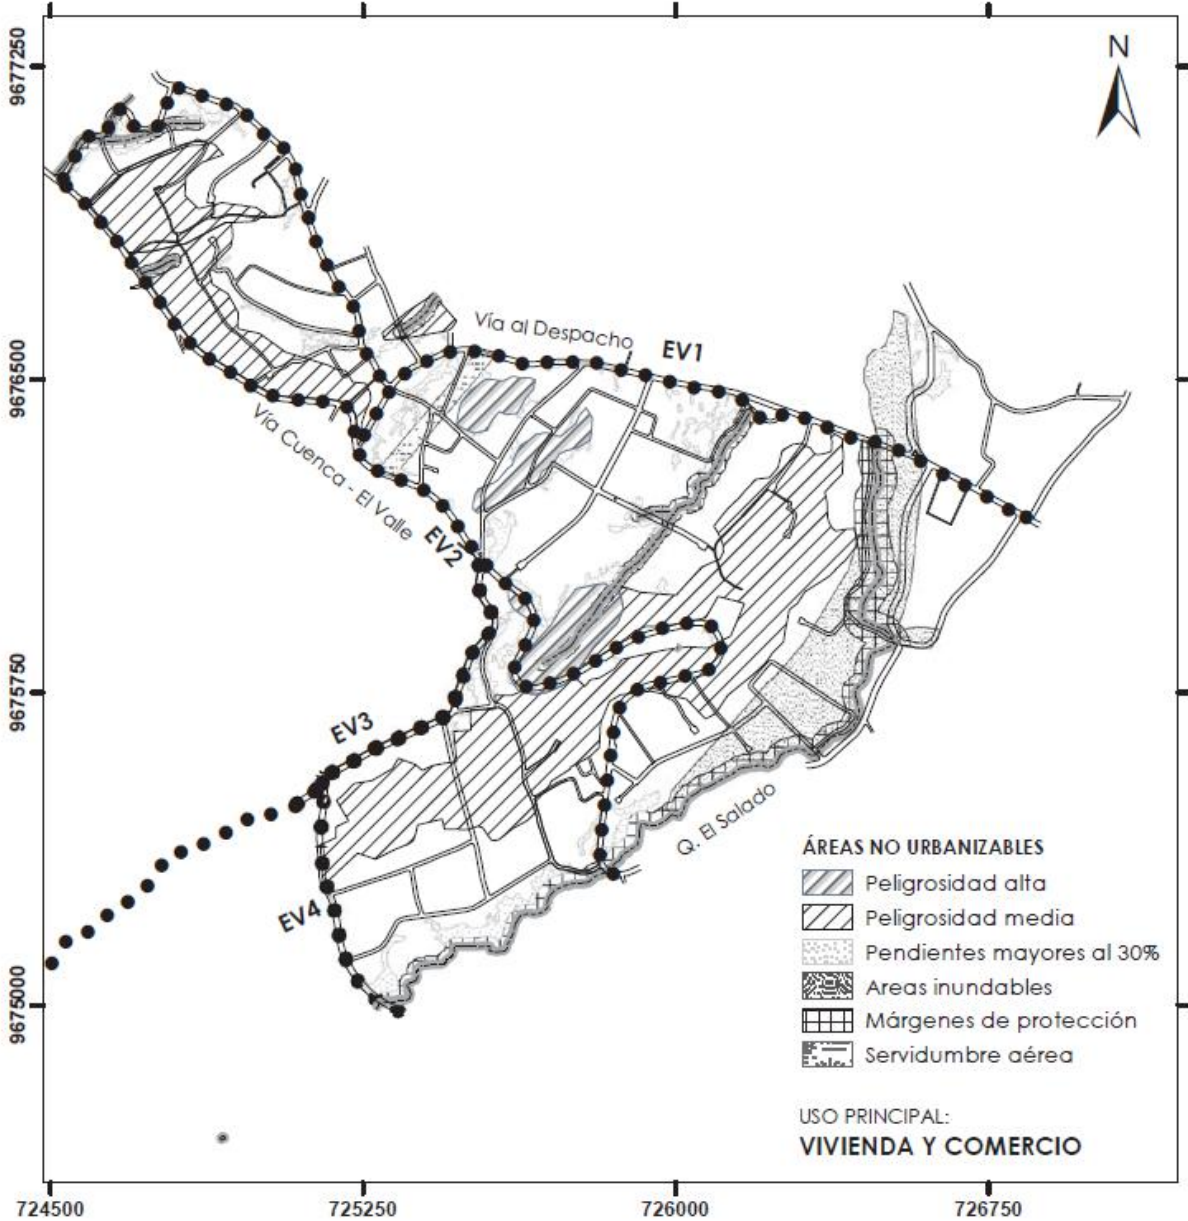 N
9677250
9676500
9675750
9675000
Vía al Despacho
EV1
Vía Cuenca - El Valle
EV2
EV3
EV4
Q. El Salado
ÁREAS NO URBANIZABLES
Peligrosidad alta
Peligrosidad media
Pendientes mayores al 30%
Areas inundables
Márgenes de protección
Servidumbre aérea
USO PRINCIPAL:
VIVIENDA Y COMERCIO
724500
725250
726000
726750